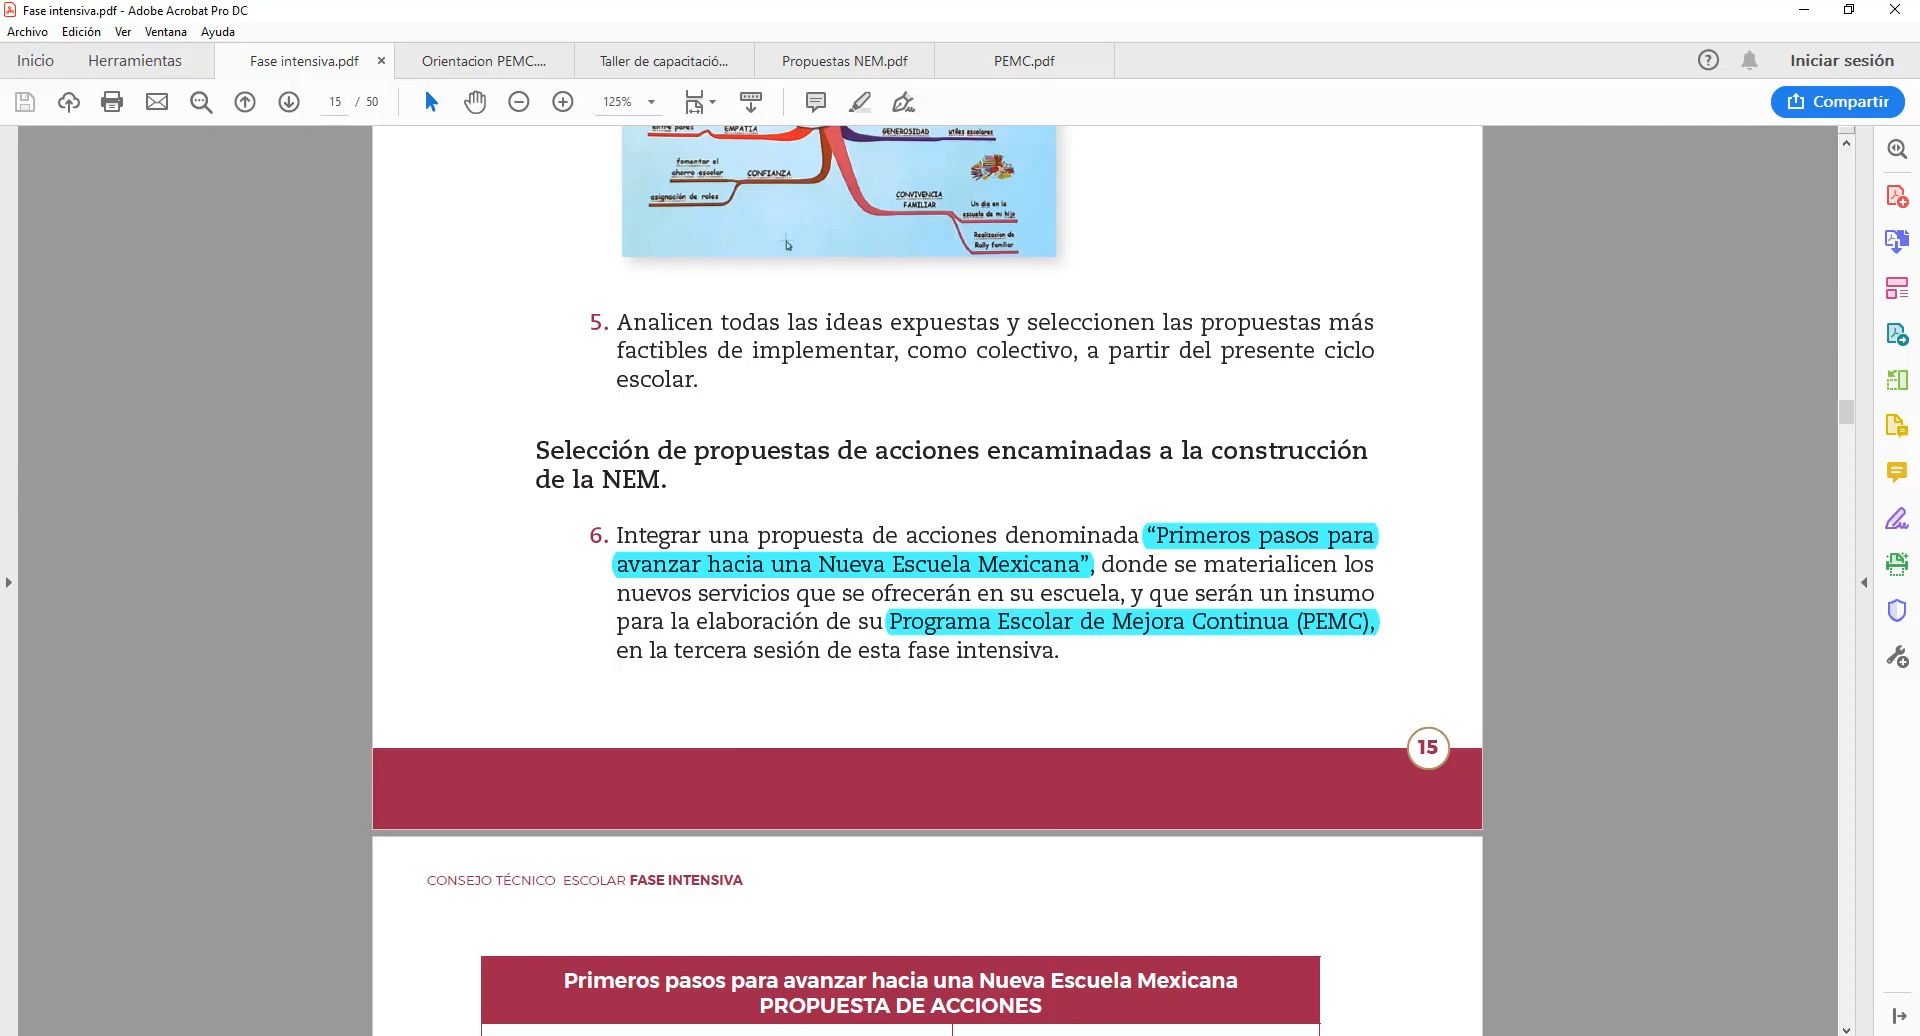 Fase intensiva.pdf - Adobe Acrobat Pro DC
Archivo Edición Ver Ventana Ayuda
Inicio Herramientas Fase intensiva.pdf × Orientacion PEMC.... Taller de capacitació... Propuestas NEM.pdf PEMC.pdf Iniciar sesión
15 / 50 125% Compartir
entre pares EMPATIA GENEROSIDAD utiles escolares
fomentar el
ahorro escolar CONFIANZA
asignación de roles
CONVIVENCIA
FAMILIAR
Un dia en la
escuela de mi hijo
Realizacion de
Rally familiar
5. Analicen todas las ideas expuestas y seleccionen las propuestas más
factibles de implementar, como colectivo, a partir del presente ciclo
escolar.
Selección de propuestas de acciones encaminadas a la construcción
de la NEM.
6. Integrar una propuesta de acciones denominada “Primeros pasos para
avanzar hacia una Nueva Escuela Mexicana”, donde se materialicen los
nuevos servicios que se ofrecerán en su escuela, y que serán un insumo
para la elaboración de su Programa Escolar de Mejora Continua (PEMC),
en la tercera sesión de esta fase intensiva.
15
CONSEJO TÉCNICO ESCOLAR FASE INTENSIVA
Primeros pasos para avanzar hacia una Nueva Escuela Mexicana
PROPUESTA DE ACCIONES